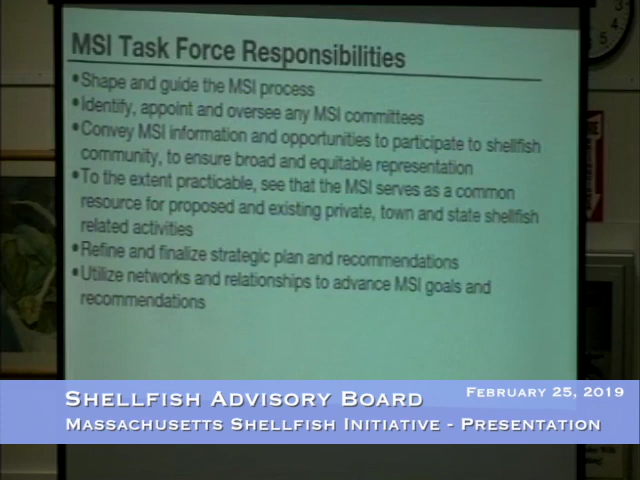 MSI Task Force Responsibilities
•Shape and guide the MSI process
•Identify, appoint and oversee any MSI committees
•Convey MSI information and opportunities to participate to shellfish
community, to ensure broad and equitable representation
•To the extent practicable, see that the MSI serves as a common
resource for proposed and existing private, town and state shellfish
related activities
•Refine and finalize strategic plan and recommendations
•Utilize networks and relationships to advance MSI goals and
recommendations
Shellfish Advisory Board
February 25, 2019
Massachusetts Shellfish Initiative - Presentation